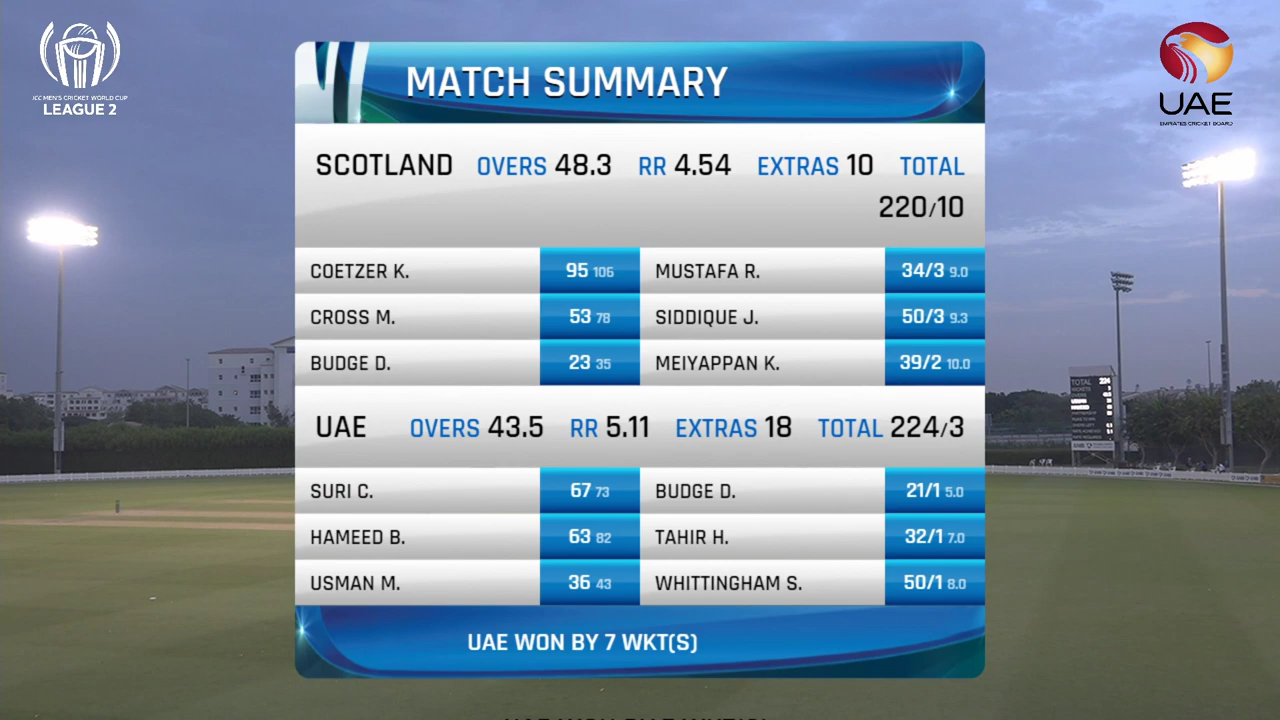 ICC MEN'S CRICKET WORLD CUP
LEAGUE 2
UAE
EMIRATES CRICKET BOARD
MATCH SUMMARY
SCOTLAND OVERS 48.3 RR 4.54 EXTRAS 10 TOTAL
220/10
COETZER K. 95 106 MUSTAFA R. 34/3 9.0
CROSS M. 53 78 SIDDIQUE J. 50/3 9.3
BUDGE D. 23 35 MEIYAPPAN K. 39/2 10.0
UAE OVERS 43.5 RR 5.11 EXTRAS 18 TOTAL 224/3
SURI C. 67 73 BUDGE D. 21/1 5.0
HAMEED B. 63 82 TAHIR H. 32/1 7.0
USMAN M. 36 43 WHITTINGHAM S. 50/1 8.0
UAE WON BY 7 WKT(S)
TOTAL 224